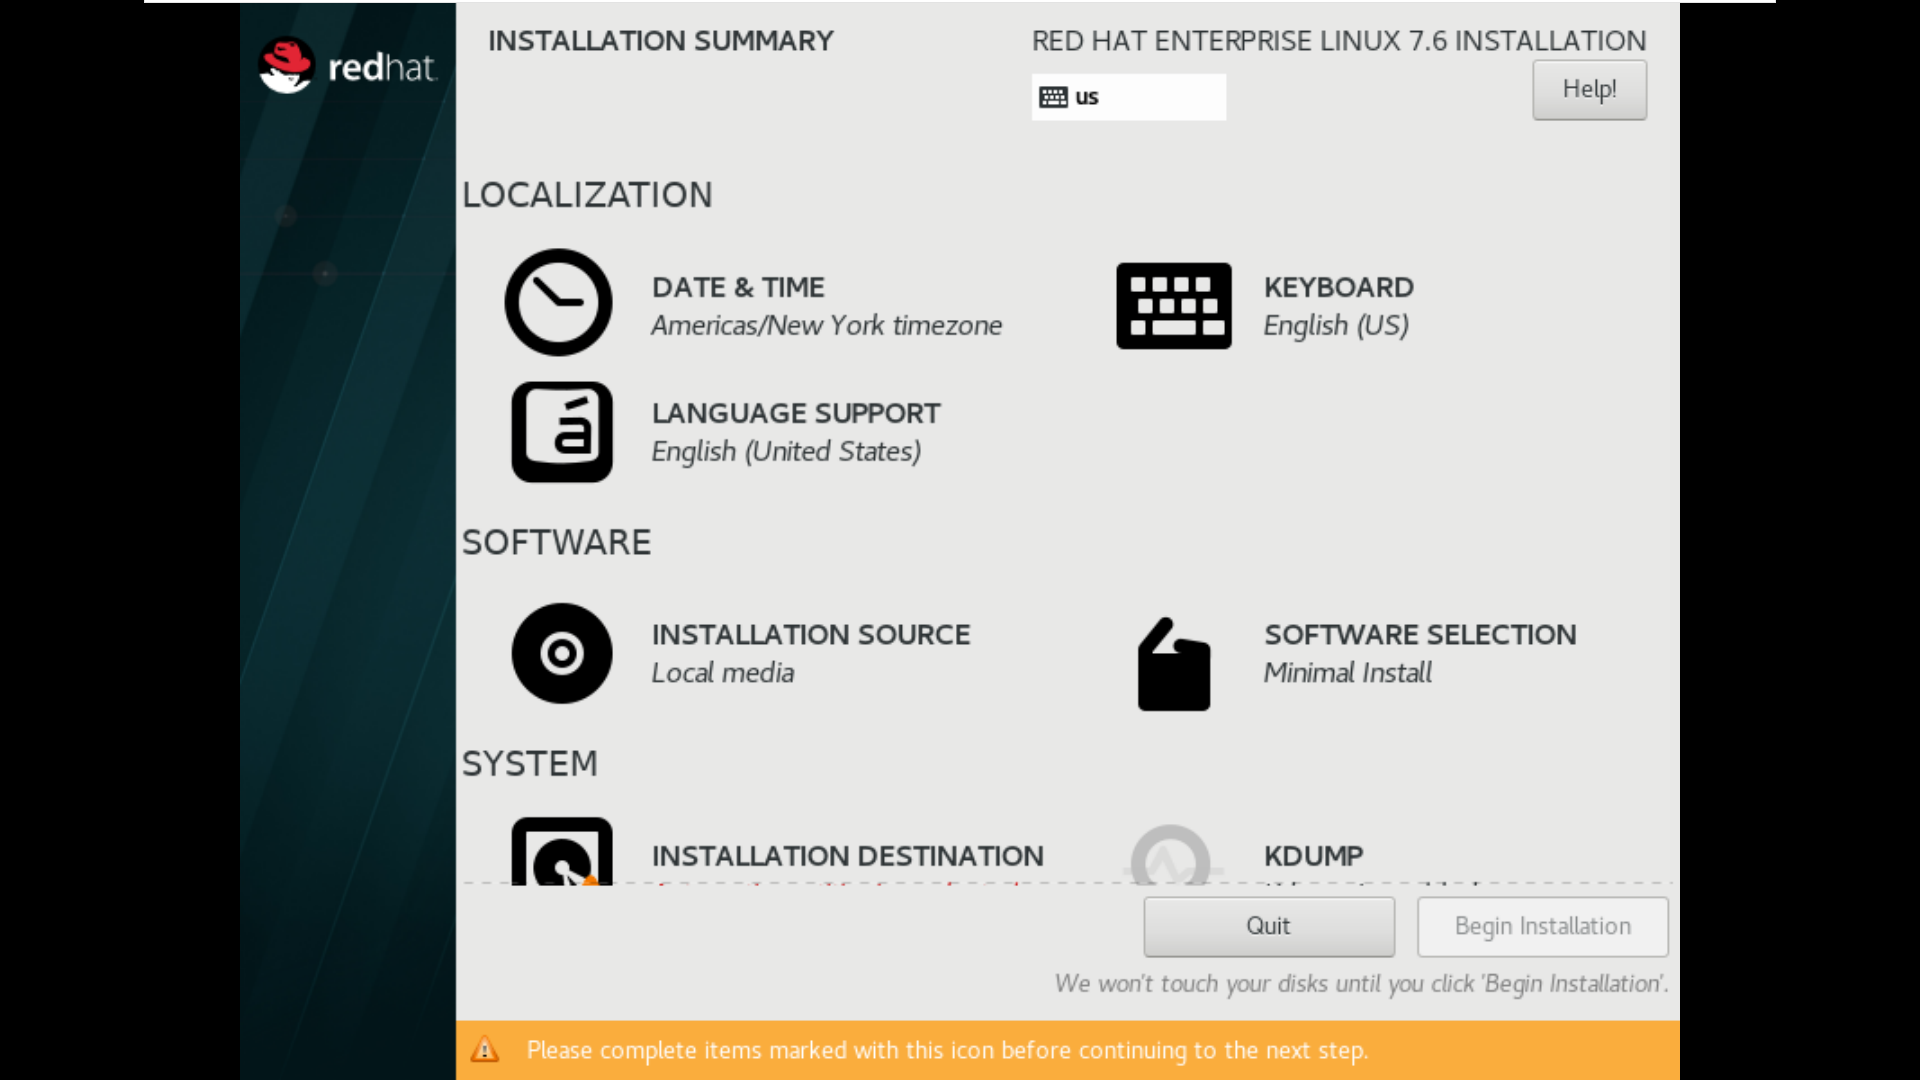 redhat.
INSTALLATION SUMMARY
RED HAT ENTERPRISE LINUX 7.6 INSTALLATION
us
Help!
LOCALIZATION
DATE & TIME
Americas/New York timezone
KEYBOARD
English (US)
á
LANGUAGE SUPPORT
English (United States)
SOFTWARE
INSTALLATION SOURCE
Local media
SOFTWARE SELECTION
Minimal Install
SYSTEM
INSTALLATION DESTINATION
KDUMP
Quit
Begin Installation
We won't touch your disks until you click 'Begin Installation'.
Please complete items marked with this icon before continuing to the next step.